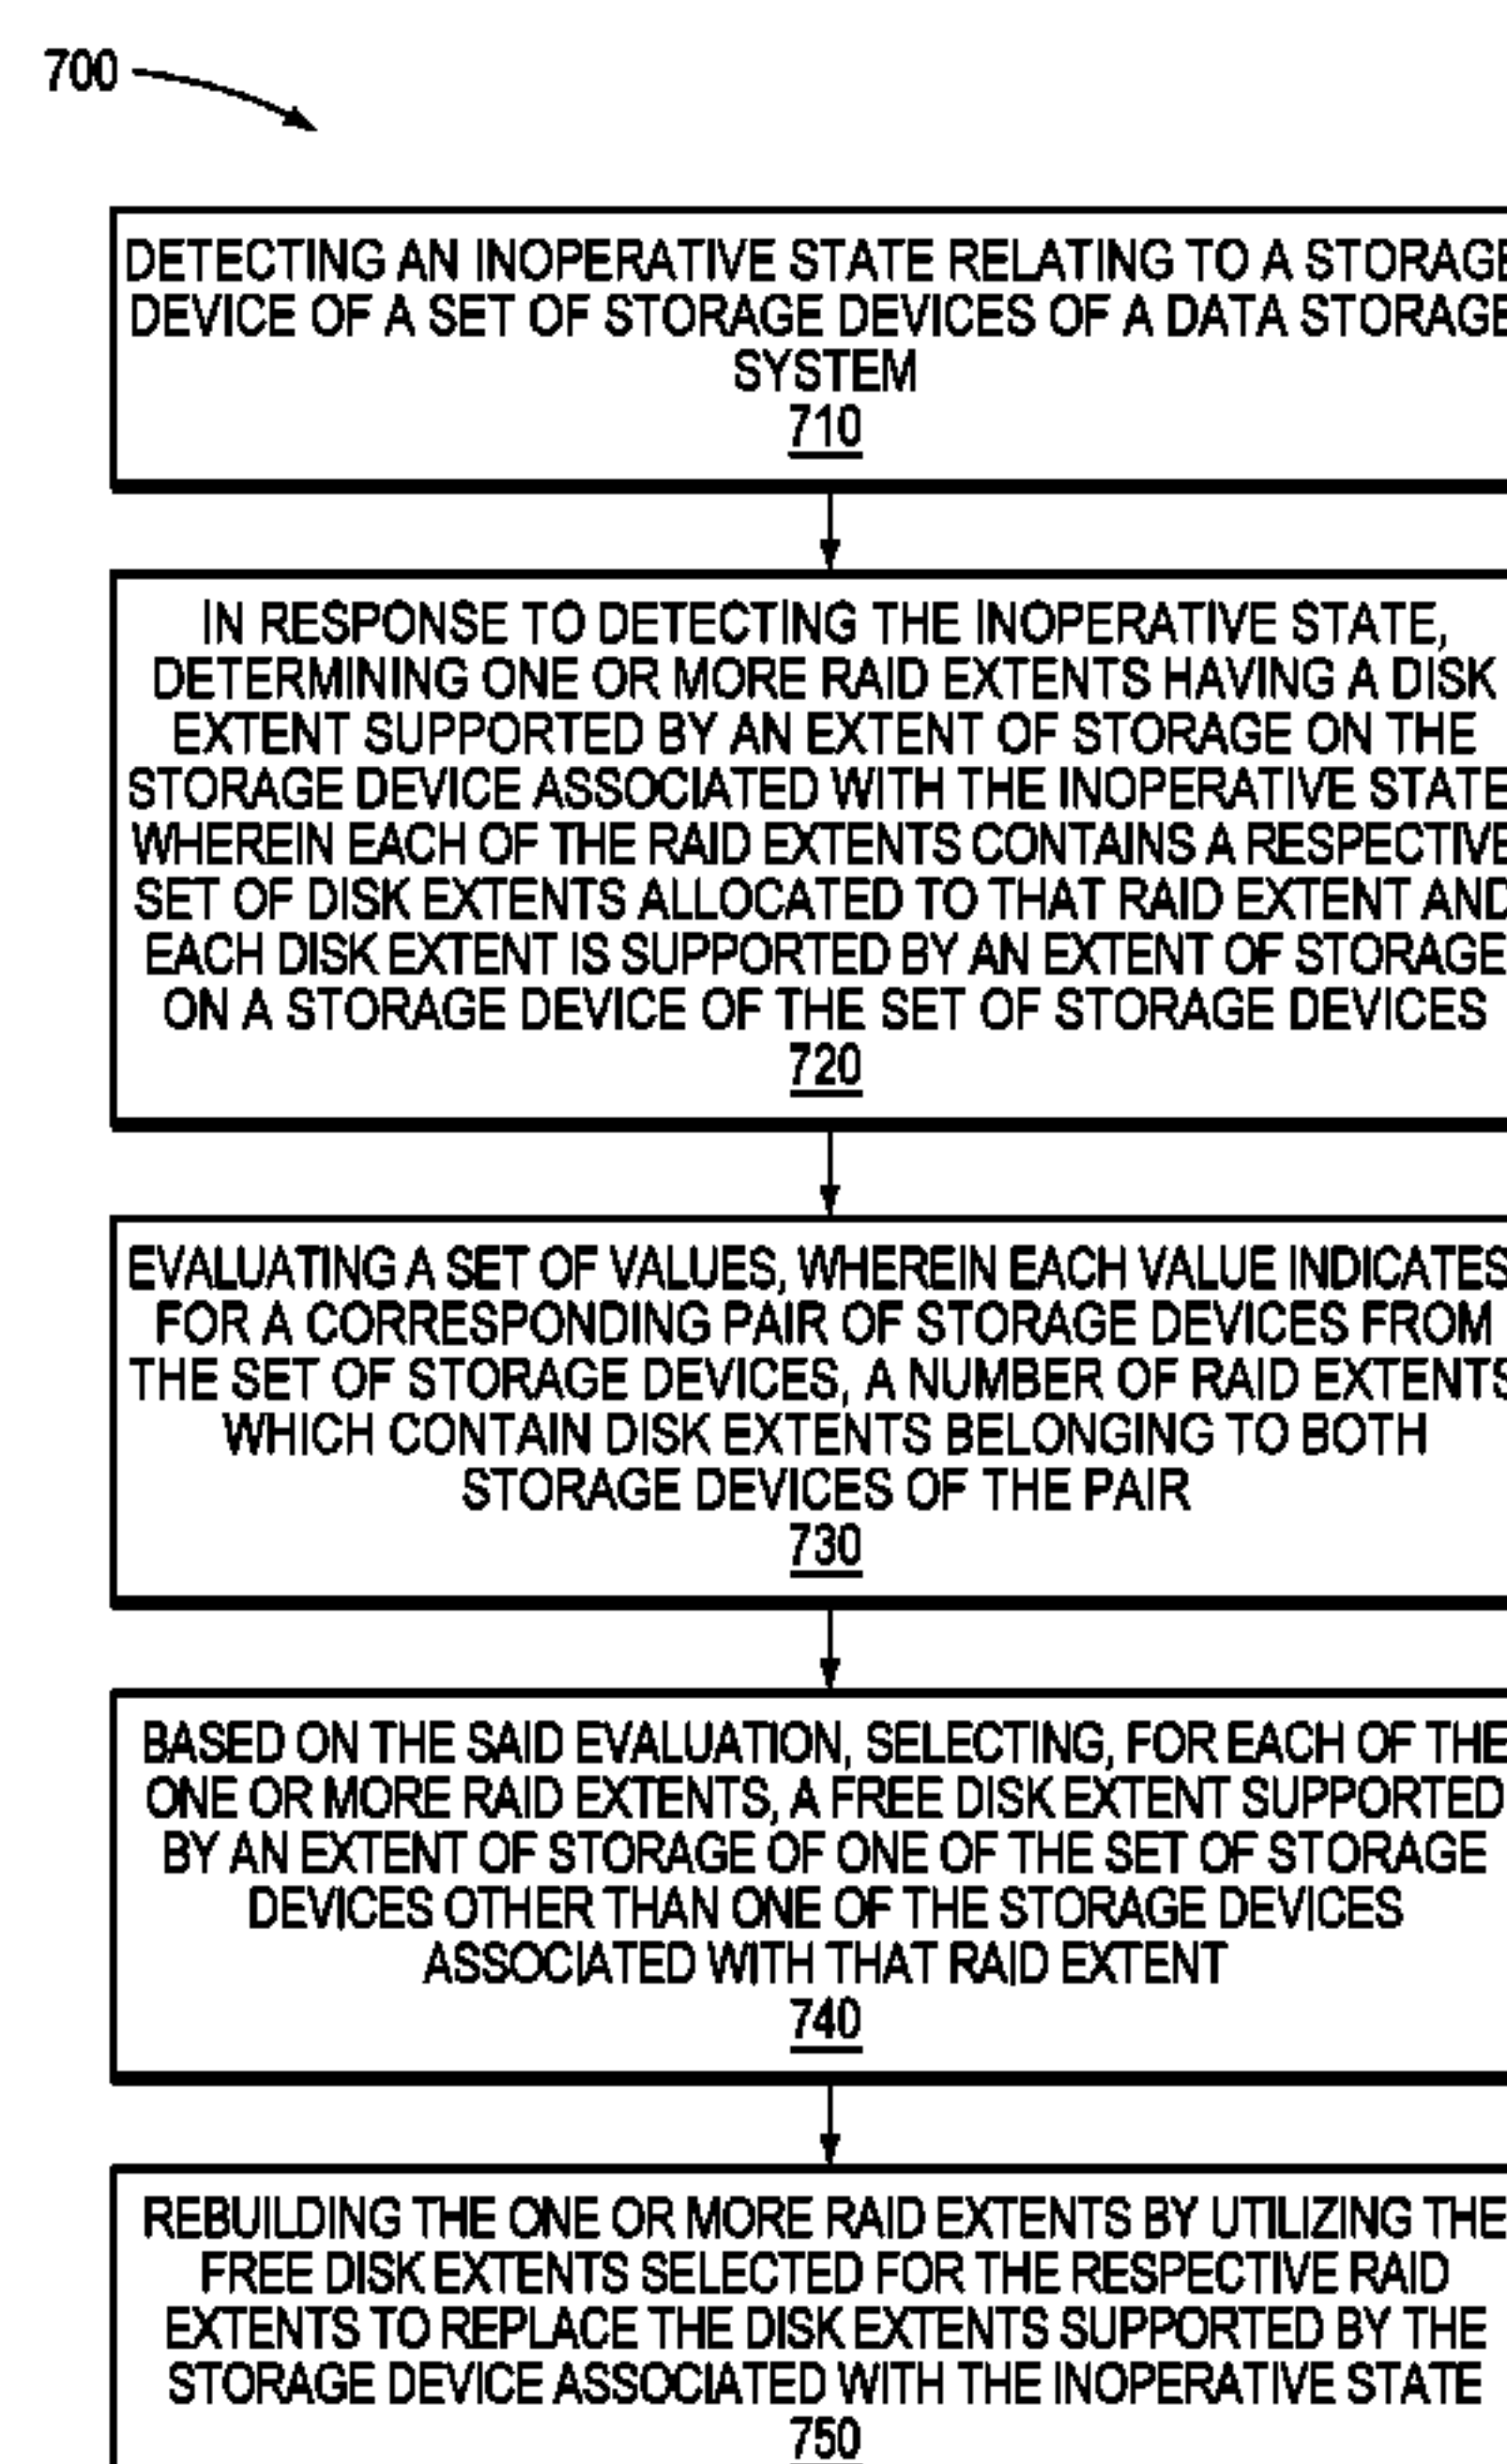 700
DETECTING AN INOPERATIVE STATE RELATING TO A STORAGE
DEVICE OF A SET OF STORAGE DEVICES OF A DATA STORAGE
SYSTEM
710
IN RESPONSE TO DETECTING THE INOPERATIVE STATE,
DETERMINING ONE OR MORE RAID EXTENTS HAVING A DISK
EXTENT SUPPORTED BY AN EXTENT OF STORAGE ON THE
STORAGE DEVICE ASSOCIATED WITH THE INOPERATIVE STATE
WHEREIN EACH OF THE RAID EXTENTS CONTAINS A RESPECTIVE
SET OF DISK EXTENTS ALLOCATED TO THAT RAID EXTENT AND
EACH DISK EXTENT IS SUPPORTED BY AN EXTENT OF STORAGE
ON A STORAGE DEVICE OF THE SET OF STORAGE DEVICES
720
EVALUATING A SET OF VALUES, WHEREIN EACH VALUE INDICATES
FOR A CORRESPONDING PAIR OF STORAGE DEVICES FROM
THE SET OF STORAGE DEVICES, A NUMBER OF RAID EXTENTS
WHICH CONTAIN DISK EXTENTS BELONGING TO BOTH
STORAGE DEVICES OF THE PAIR
730
BASED ON THE SAID EVALUATION, SELECTING, FOR EACH OF THE
ONE OR MORE RAID EXTENTS, A FREE DISK EXTENT SUPPORTED
BY AN EXTENT OF STORAGE OF ONE OF THE SET OF STORAGE
DEVICES OTHER THAN ONE OF THE STORAGE DEVICES
ASSOCIATED WITH THAT RAID EXTENT
740
REBUILDING THE ONE OR MORE RAID EXTENTS BY UTILIZING THE
FREE DISK EXTENTS SELECTED FOR THE RESPECTIVE RAID
EXTENTS TO REPLACE THE DISK EXTENTS SUPPORTED BY THE
STORAGE DEVICE ASSOCIATED WITH THE INOPERATIVE STATE
750